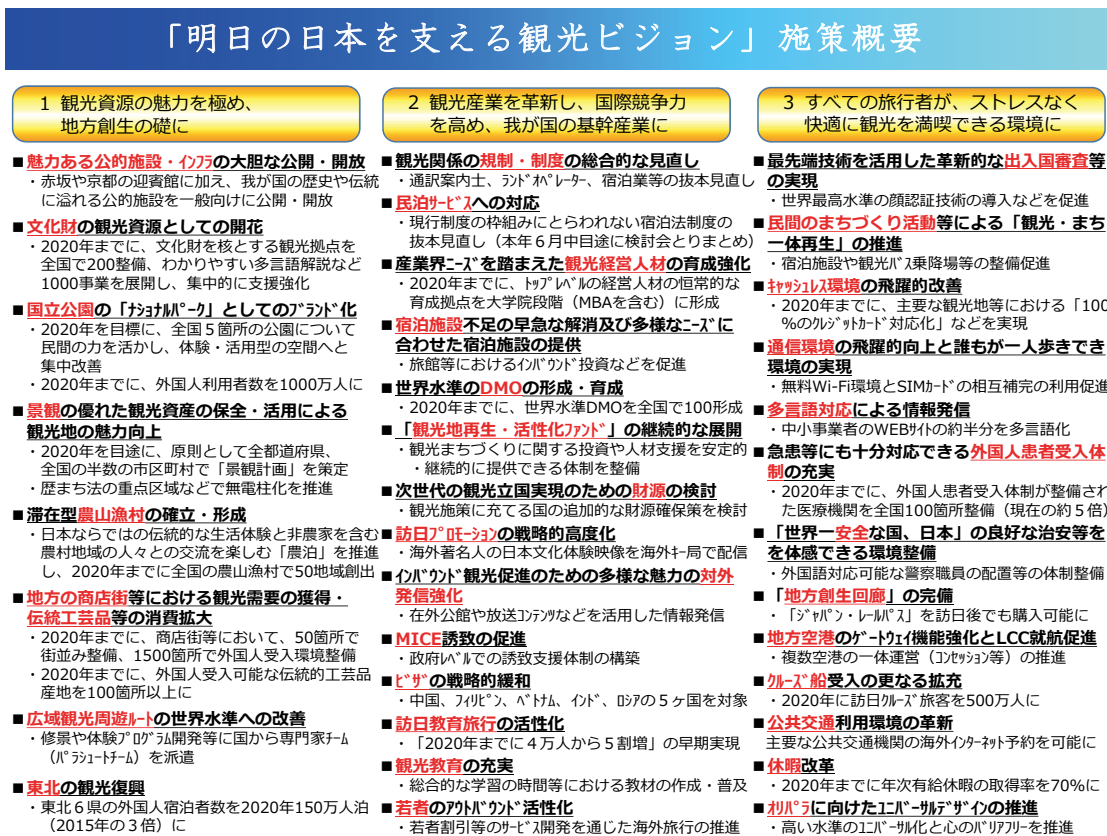 「明日の日本を支える観光ビジョン」施策概要
1 観光資源の魅力を極め、
地方創生の礎に
■魅力ある公的施設・ｲﾝﾌﾗの大胆な公開・開放
・赤坂や京都の迎賓館に加え、我が国の歴史や伝統
に溢れる公的施設を一般向けに公開・開放
■文化財の観光資源としての開花
・2020年までに、文化財を核とする観光拠点を
全国で200整備、わかりやすい多言語解説など
1000事業を展開し、集中的に支援強化
■国立公園の「ﾅｼｮﾅﾙﾊﾟｰｸ」としてのﾌﾞﾗﾝﾄﾞ化
・2020年を目標に、全国５箇所の公園について
民間の力を活かし、体験・活用型の空間へと
集中改善
・2020年までに、外国人利用者数を1000万人に
■景観の優れた観光資産の保全・活用による
観光地の魅力向上
・2020年を目途に、原則として全都道府県、
全国の半数の市区町村で「景観計画」を策定
・歴まち法の重点区域などで無電柱化を推進
■滞在型農山漁村の確立・形成
・日本ならではの伝統的な生活体験と非農家を含む
農村地域の人々との交流を楽しむ「農泊」を推進
し、2020年までに全国の農山漁村で50地域創出
■地方の商店街等における観光需要の獲得・
伝統工芸品等の消費拡大
・2020年までに、商店街等において、50箇所で
街並み整備、1500箇所で外国人受入環境整備
・2020年までに、外国人受入可能な伝統的工芸品
産地を100箇所以上に
■広域観光周遊ﾙｰﾄの世界水準への改善
・修景や体験ﾌﾟﾛｸﾞﾗﾑ開発等に国から専門家ﾁｰﾑ
（ﾊﾟﾗｼｭｰﾄﾁｰﾑ）を派遣
■東北の観光復興
・東北６県の外国人宿泊者数を2020年150万人泊
（2015年の３倍）に
2 観光産業を革新し、国際競争力
を高め、我が国の基幹産業に
■観光関係の規制・制度の総合的な見直し
・通訳案内士、ﾗﾝﾄﾞｵﾍﾟﾚｰﾀｰ、宿泊業等の抜本見直し
■民泊ｻｰﾋﾞｽへの対応
・現行制度の枠組みにとらわれない宿泊法制度の
抜本見直し（本年６月中目途に検討会とりまとめ）
■産業界ﾆｰｽﾞを踏まえた観光経営人材の育成強化
・2020年までに、ﾄｯﾌﾟﾚﾍﾞﾙの経営人材の恒常的な
育成拠点を大学院段階（MBAを含む）に形成
■宿泊施設不足の早急な解消及び多様なﾆｰｽﾞに
合わせた宿泊施設の提供
・旅館等におけるｲﾝﾊﾞｳﾝﾄﾞ投資などを促進
■世界水準のDMOの形成・育成
・2020年までに、世界水準DMOを全国で100形成
■「観光地再生・活性化ﾌｧﾝﾄﾞ」の継続的な展開
・観光まちづくりに関する投資や人材支援を安定的
・継続的に提供できる体制を整備
■次世代の観光立国実現のための財源の検討
・観光施策に充てる国の追加的な財源確保策を検討
■訪日ﾌﾟﾛﾓｰｼｮﾝの戦略的高度化
・海外著名人の日本文化体験映像を海外ｷｰ局で配信
■ｲﾝﾊﾞｳﾝﾄﾞ観光促進のための多様な魅力の対外
発信強化
・在外公館や放送ｺﾝﾃﾝﾂなどを活用した情報発信
■MICE誘致の促進
・政府ﾚﾍﾞﾙでの誘致支援体制の構築
■ﾋﾞｻﾞの戦略的緩和
・中国、ﾌｨﾘﾋﾟﾝ、ﾍﾞﾄﾅﾑ、ｲﾝﾄﾞ、ﾛｼｱの５ヶ国を対象
■訪日教育旅行の活性化
・「2020年までに４万人から５割増」の早期実現
■観光教育の充実
・総合的な学習の時間等における教材の作成・普及
■若者のｱｳﾄﾊﾞｳﾝﾄﾞ活性化
・若者割引等のｻｰﾋﾞｽ開発を通じた海外旅行の推進
3 すべての旅行者が、ストレスなく
快適に観光を満喫できる環境に
■最先端技術を活用した革新的な出入国審査等
の実現
・世界最高水準の顔認証技術の導入などを促進
■民間のまちづくり活動等による「観光・まち
一体再生」の推進
・宿泊施設や観光ﾊﾞｽ乗降場等の整備促進
■ｷｬｯｼｭﾚｽ環境の飛躍的改善
・2020年までに、主要な観光地等における「100
%のｸﾚｼﾞｯﾄｶｰﾄﾞ対応化」などを実現
■通信環境の飛躍的向上と誰もが一人歩きでき
環境の実現
・無料Wi-Fi環境とSIMｶｰﾄﾞの相互補完の利用促進
■多言語対応による情報発信
・中小事業者のWEBｻｲﾄの約半分を多言語化
■急患等にも十分対応できる外国人患者受入体
制の充実
・2020年までに、外国人患者受入体制が整備され
た医療機関を全国100箇所整備（現在の約５倍）
■「世界一安全な国、日本」の良好な治安等を
を体感できる環境整備
・外国語対応可能な警察職員の配置等の体制整備
■「地方創生回廊」の完備
・「ｼﾞｬﾊﾟﾝ・ﾚｰﾙﾊﾟｽ」を訪日後でも購入可能に
■地方空港のｹﾞｰﾄｳｪｲ機能強化とLCC就航促進
・複数空港の一体運営（ｺﾝｾｯｼｮﾝ等）の推進
■ｸﾙｰｽﾞ船受入の更なる拡充
・2020年に訪日ｸﾙｰｽﾞ旅客を500万人に
■公共交通利用環境の革新
主要な公共交通機関の海外ｲﾝﾀｰﾈｯﾄ予約を可能に
■休暇改革
・2020年までに年次有給休暇の取得率を70%に
■ｵﾘﾊﾟﾗに向けたﾕﾆﾊﾞｰｻﾙﾃﾞｻﾞｲﾝの推進
・高い水準のﾕﾆﾊﾞｰｻﾙ化と心のﾊﾞﾘｱﾌﾘｰを推進